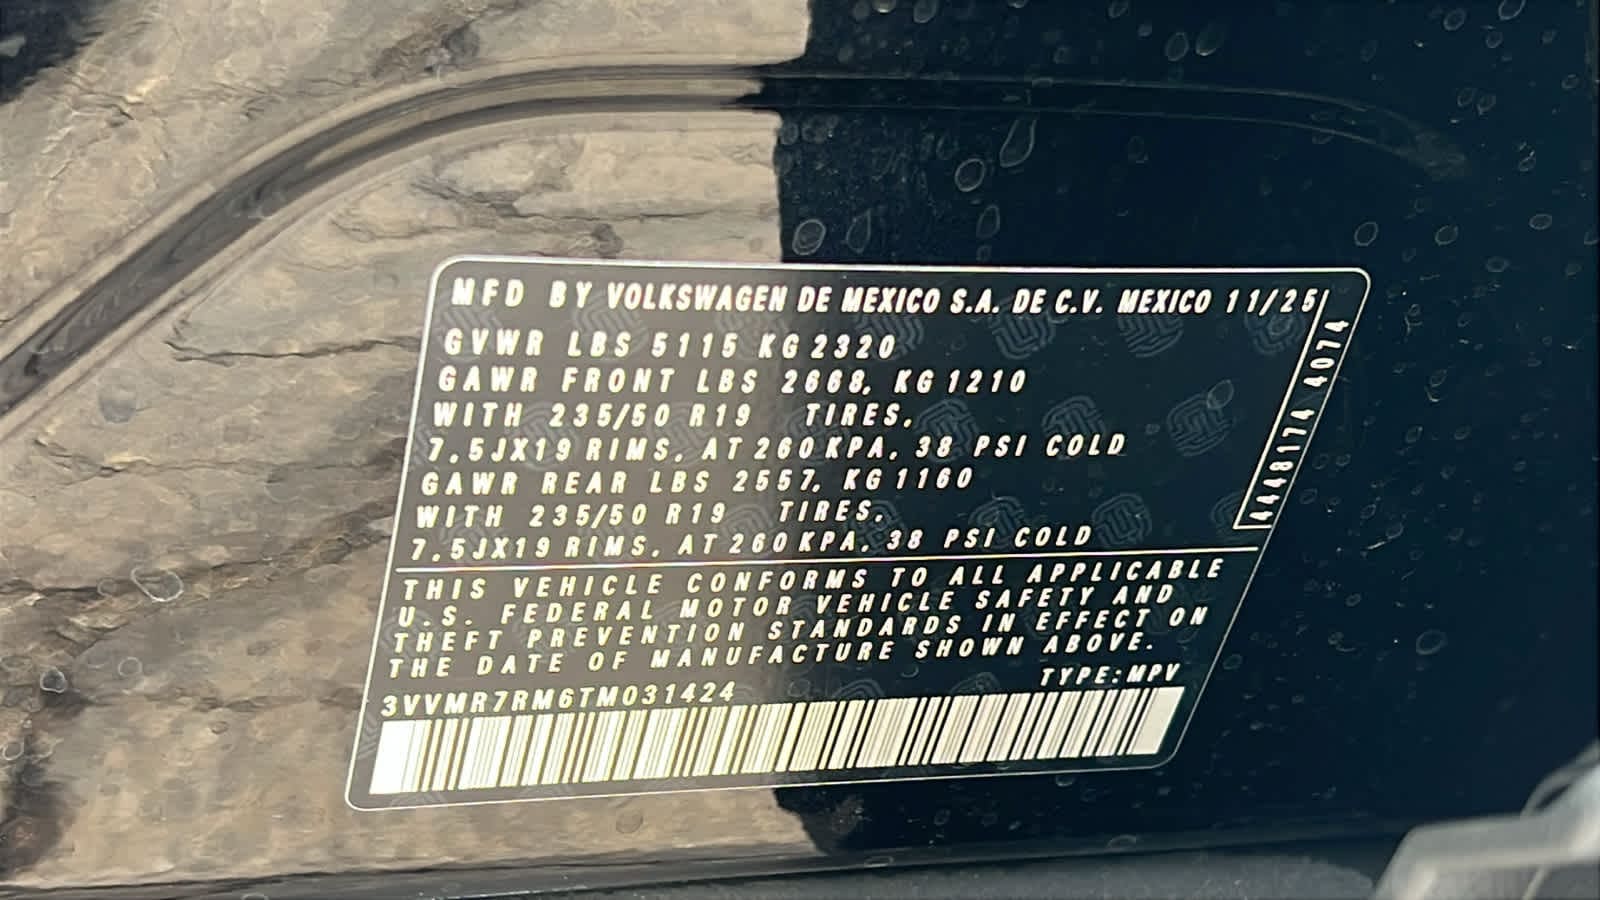 MFD BY VOLKSWAGEN DE MEXICO S.A. DE C.V. MEXICO 11/25
GVWR LBS 5115 KG 2320
GAWR FRONT LBS 2668, KG 1210
WITH 235/50 R19 TIRES,
7,5JX19 RIMS, AT 260 KPA, 38 PSI COLD
GAWR REAR LBS 2557, KG 1160
WITH 235/50 R19 TIRES,
7,5JX19 RIMS, AT 260 KPA, 38 PSI COLD
4448174 4074
THIS VEHICLE CONFORMS TO ALL APPLICABLE
U.S. FEDERAL MOTOR VEHICLE SAFETY AND
THEFT PREVENTION STANDARDS IN EFFECT ON
THE DATE OF MANUFACTURE SHOWN ABOVE.
TYPE:MPV
3VVMR7RM6TM031424